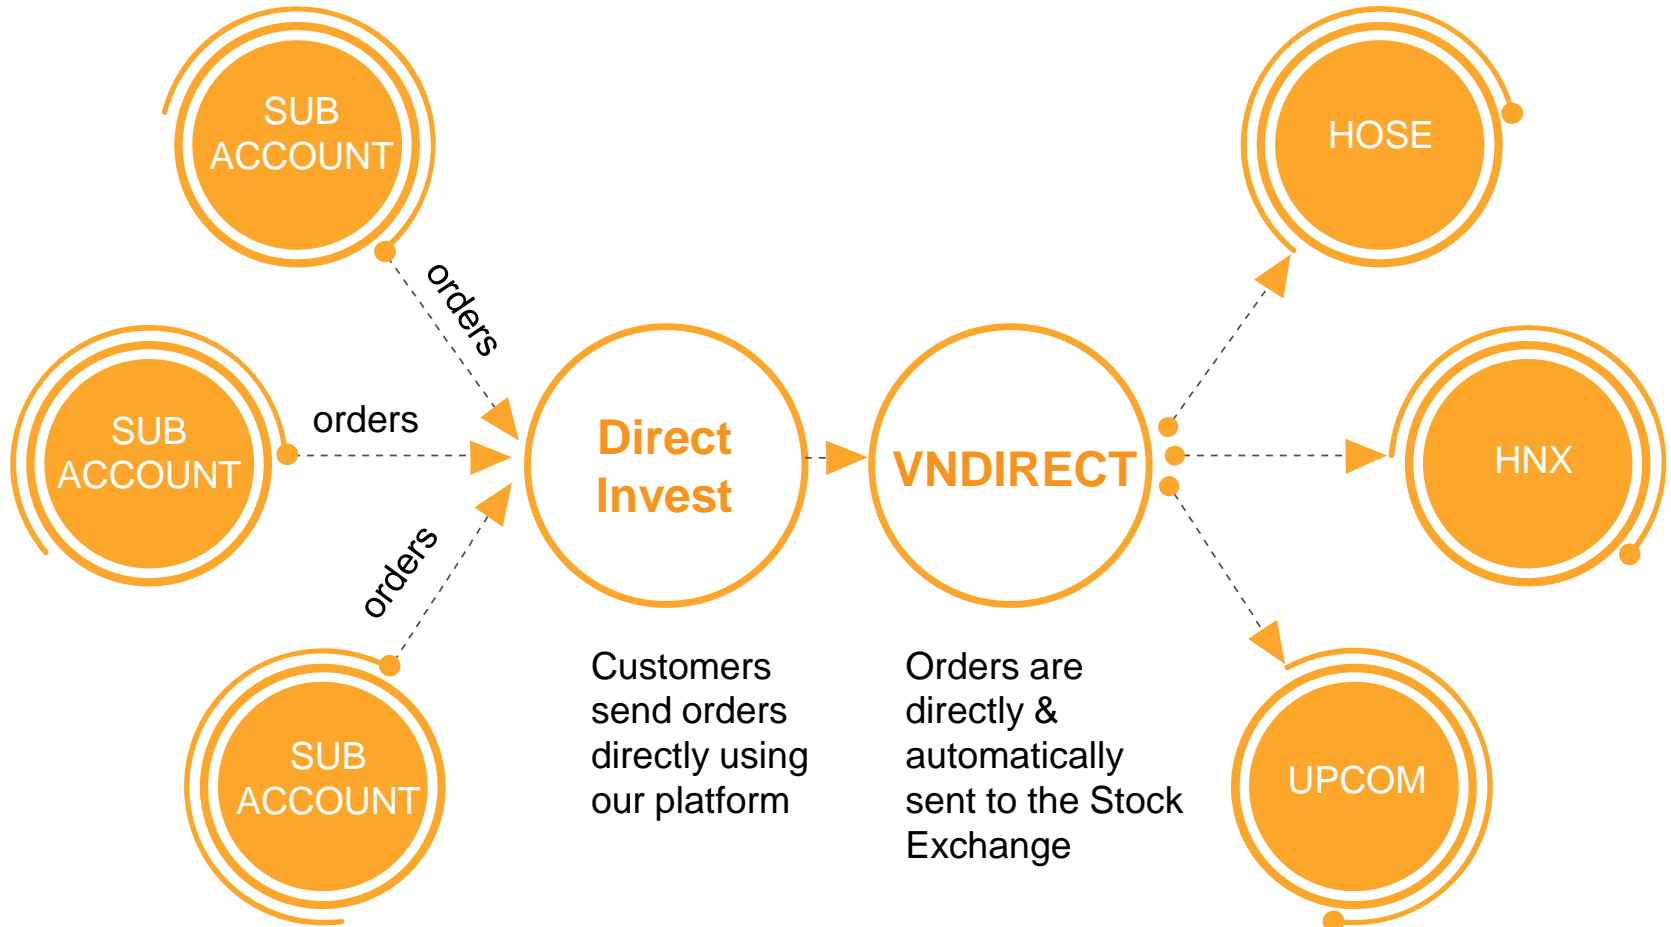 SUB
ACCOUNT
orders
SUB
ACCOUNT
orders
SUB
ACCOUNT
orders
Direct
Invest
Customers
send orders
directly using
our platform
VNDIRECT
Orders are
directly &
automatically
sent to the Stock
Exchange
HOSE
HNX
UPCOM